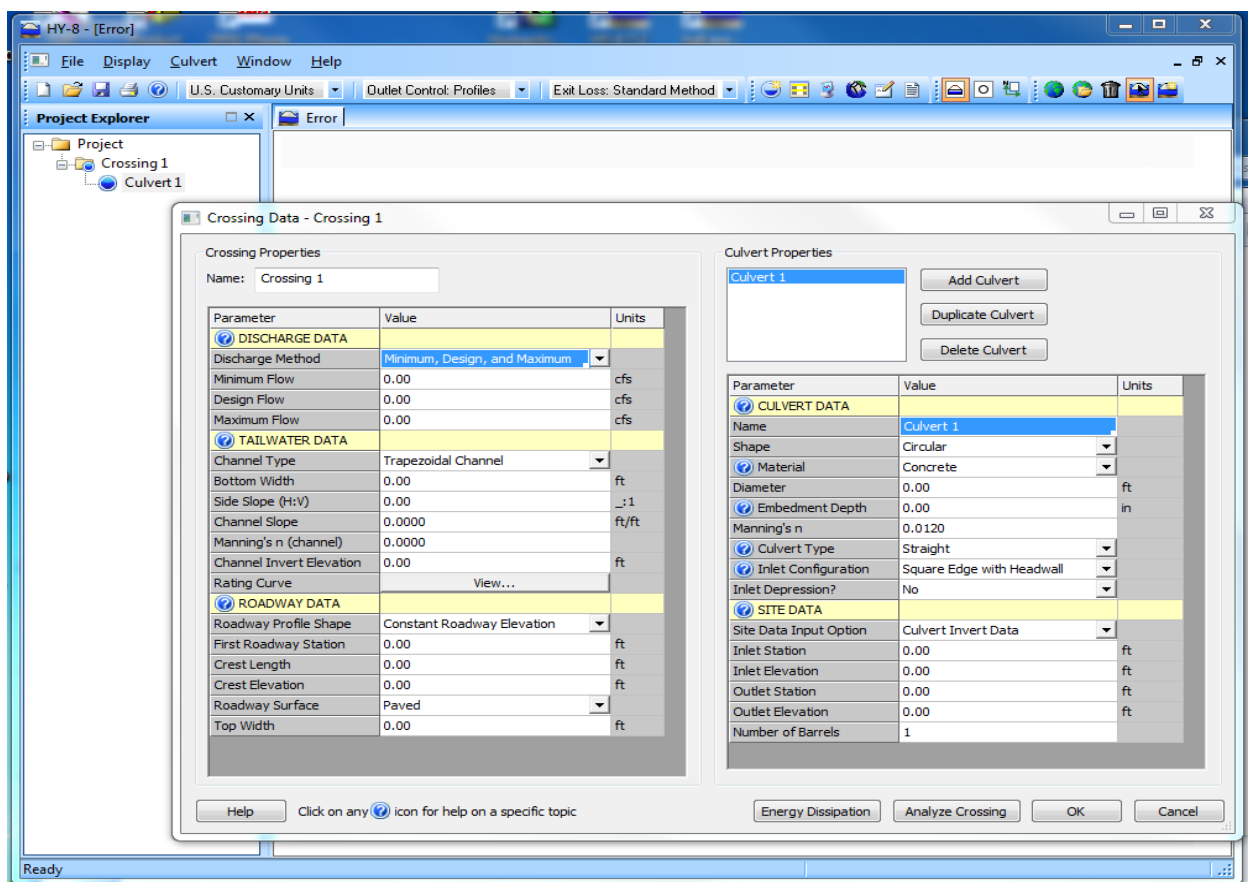 HY-8 - [Error]
File Display Culvert Window Help
U.S. Customary Units Outlet Control: Profiles Exit Loss: Standard Method
Project Explorer
Error
Project
Crossing 1
Culvert 1
Crossing Data - Crossing 1
Crossing Properties
Name: Crossing 1
Parameter Value Units
DISCHARGE DATA
Discharge Method Minimum, Design, and Maximum
Minimum Flow 0.00 cfs
Design Flow 0.00 cfs
Maximum Flow 0.00 cfs
TAILWATER DATA
Channel Type Trapezoidal Channel
Bottom Width 0.00 ft
Side Slope (H:V) 0.00 _:1
Channel Slope 0.0000 ft/ft
Manning's n (channel) 0.0000
Channel Invert Elevation 0.00 ft
Rating Curve View...
ROADWAY DATA
Roadway Profile Shape Constant Roadway Elevation
First Roadway Station 0.00 ft
Crest Length 0.00 ft
Crest Elevation 0.00 ft
Roadway Surface Paved
Top Width 0.00 ft
Culvert Properties
Culvert 1
Add Culvert
Duplicate Culvert
Delete Culvert
Parameter Value Units
CULVERT DATA
Name Culvert 1
Shape Circular
Material Concrete
Diameter 0.00 ft
Embedment Depth 0.00 in
Manning's n 0.0120
Culvert Type Straight
Inlet Configuration Square Edge with Headwall
Inlet Depression? No
SITE DATA
Site Data Input Option Culvert Invert Data
Inlet Station 0.00 ft
Inlet Elevation 0.00 ft
Outlet Station 0.00 ft
Outlet Elevation 0.00 ft
Number of Barrels 1
Help Click on any ? icon for help on a specific topic
Energy Dissipation Analyze Crossing OK Cancel
Ready